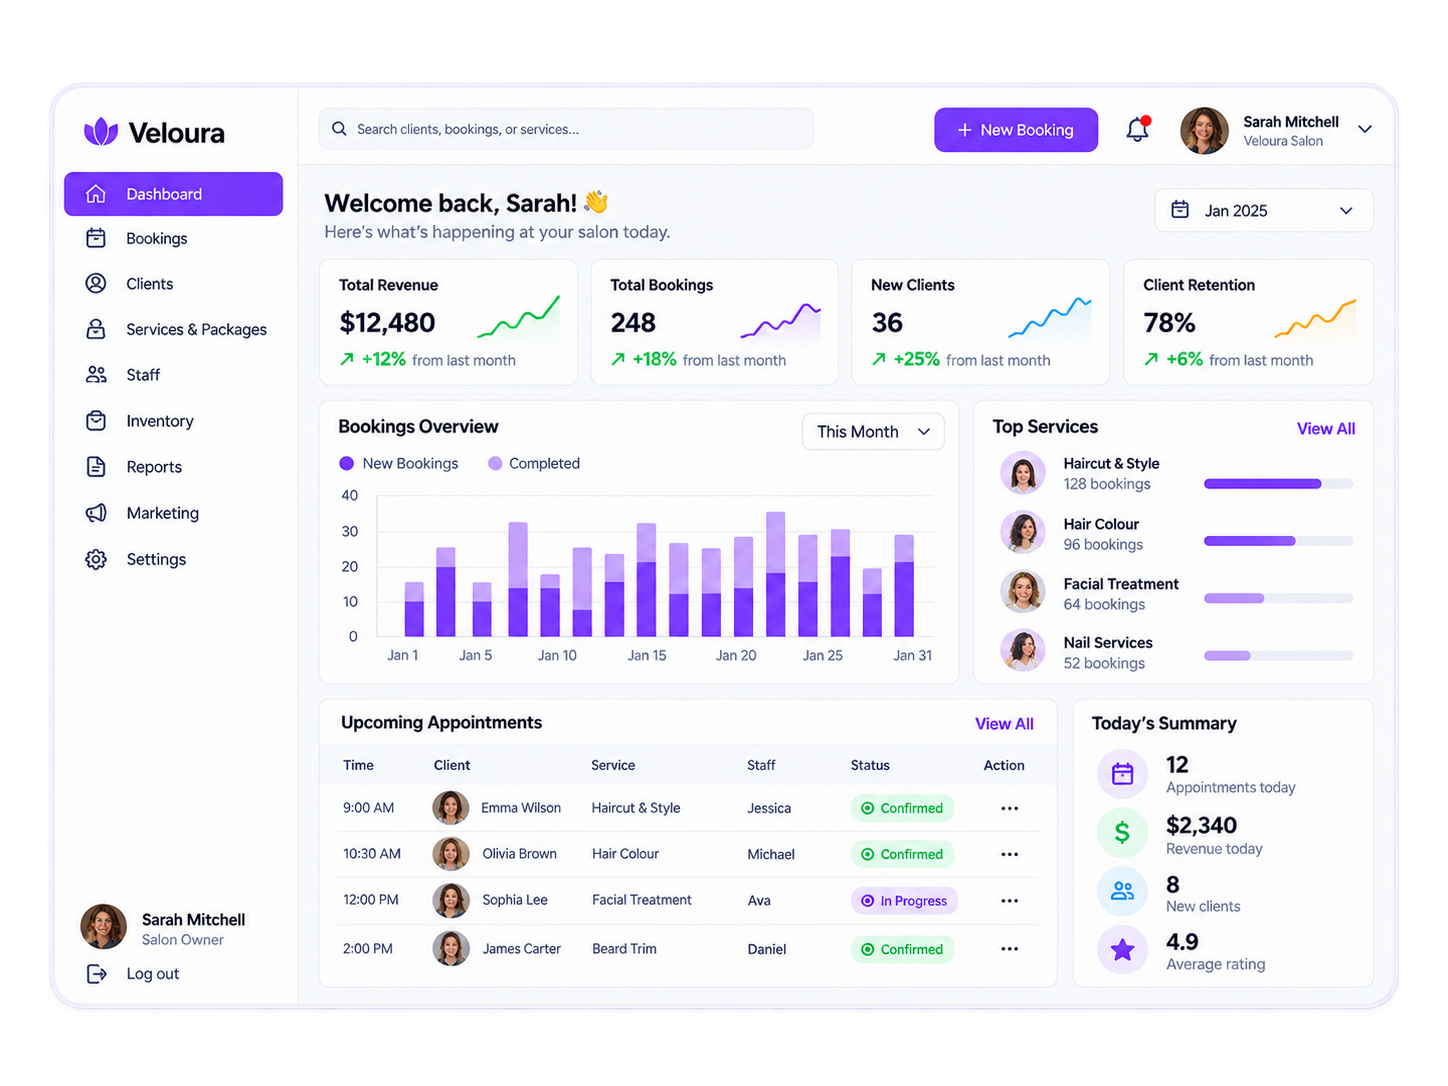 Veloura
Search clients, bookings, or services...
+ New Booking
Sarah Mitchell
Veloura Salon
Dashboard
Bookings
Clients
Services & Packages
Staff
Inventory
Reports
Marketing
Settings
Sarah Mitchell
Salon Owner
Log out
Welcome back, Sarah! 👋
Here's what's happening at your salon today.
Jan 2025
Total Revenue
$12,480
+12% from last month
Total Bookings
248
+18% from last month
New Clients
36
+25% from last month
Client Retention
78%
+6% from last month
Bookings Overview
This Month
New Bookings Completed
40
30
20
10
0
Jan 1 Jan 5 Jan 10 Jan 15 Jan 20 Jan 25 Jan 31
Top Services
View All
Haircut & Style
128 bookings
Hair Colour
96 bookings
Facial Treatment
64 bookings
Nail Services
52 bookings
Upcoming Appointments
View All
Time Client Service Staff Status Action
9:00 AM Emma Wilson Haircut & Style Jessica Confirmed
10:30 AM Olivia Brown Hair Colour Michael Confirmed
12:00 PM Sophia Lee Facial Treatment Ava In Progress
2:00 PM James Carter Beard Trim Daniel Confirmed
Today's Summary
12
Appointments today
$
$2,340
Revenue today
8
New clients
4.9
Average rating